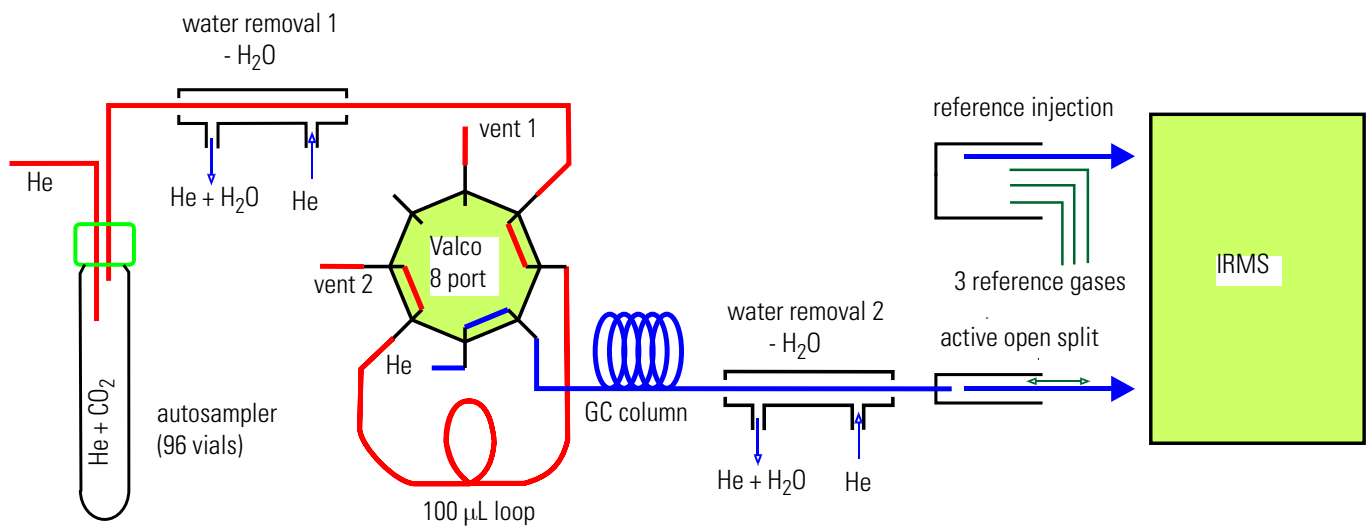 water removal 1
- H₂O
He
He + H₂O
He
vent 1
Valco
8 port
vent 2
He
He + CO₂
autosampler
(96 vials)
100 μL loop
GC column
water removal 2
- H₂O
He + H₂O
He
reference injection
3 reference gases
active open split
IRMS